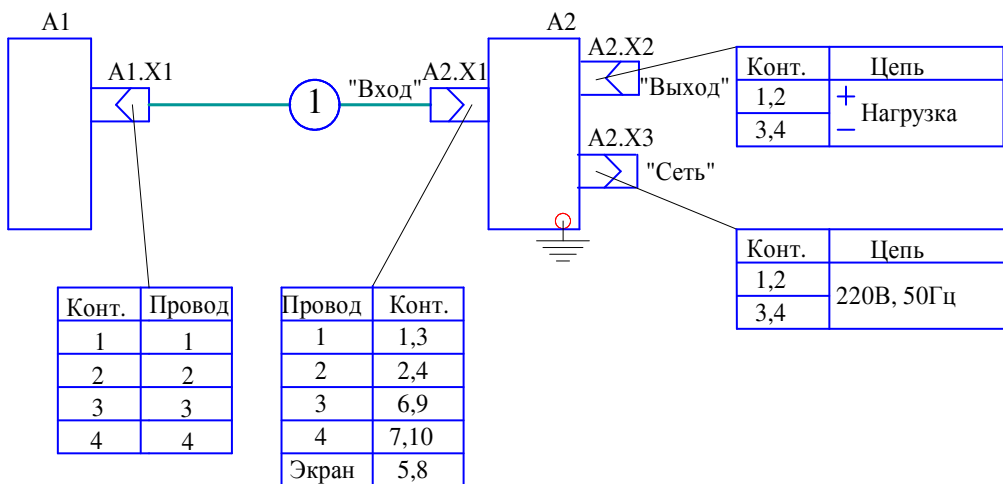 A1
A2
A1.X1
"Вход"
A2.X1
1
A2.X2
"Выход"
A2.X3
"Сеть"
Конт. Цепь
1,2 +
Нагрузка
3,4 −
Конт. Цепь
1,2
220В, 50Гц
3,4
Конт. Провод
1 1
2 2
3 3
4 4
Провод Конт.
1 1,3
2 2,4
3 6,9
4 7,10
Экран 5,8